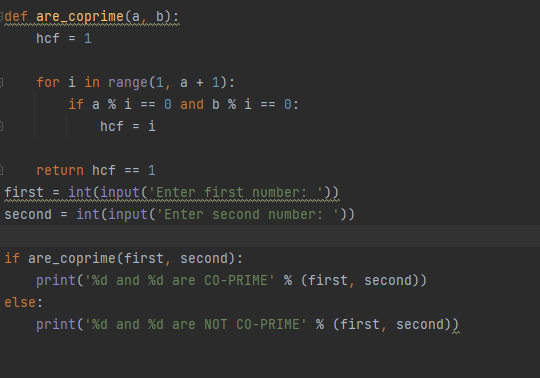 def are_coprime(a, b):
    hcf = 1

    for i in range(1, a + 1):
        if a % i == 0 and b % i == 0:
            hcf = i

    return hcf == 1
first = int(input('Enter first number: '))
second = int(input('Enter second number: '))

if are_coprime(first, second):
    print('%d and %d are CO-PRIME' % (first, second))
else:
    print('%d and %d are NOT CO-PRIME' % (first, second))